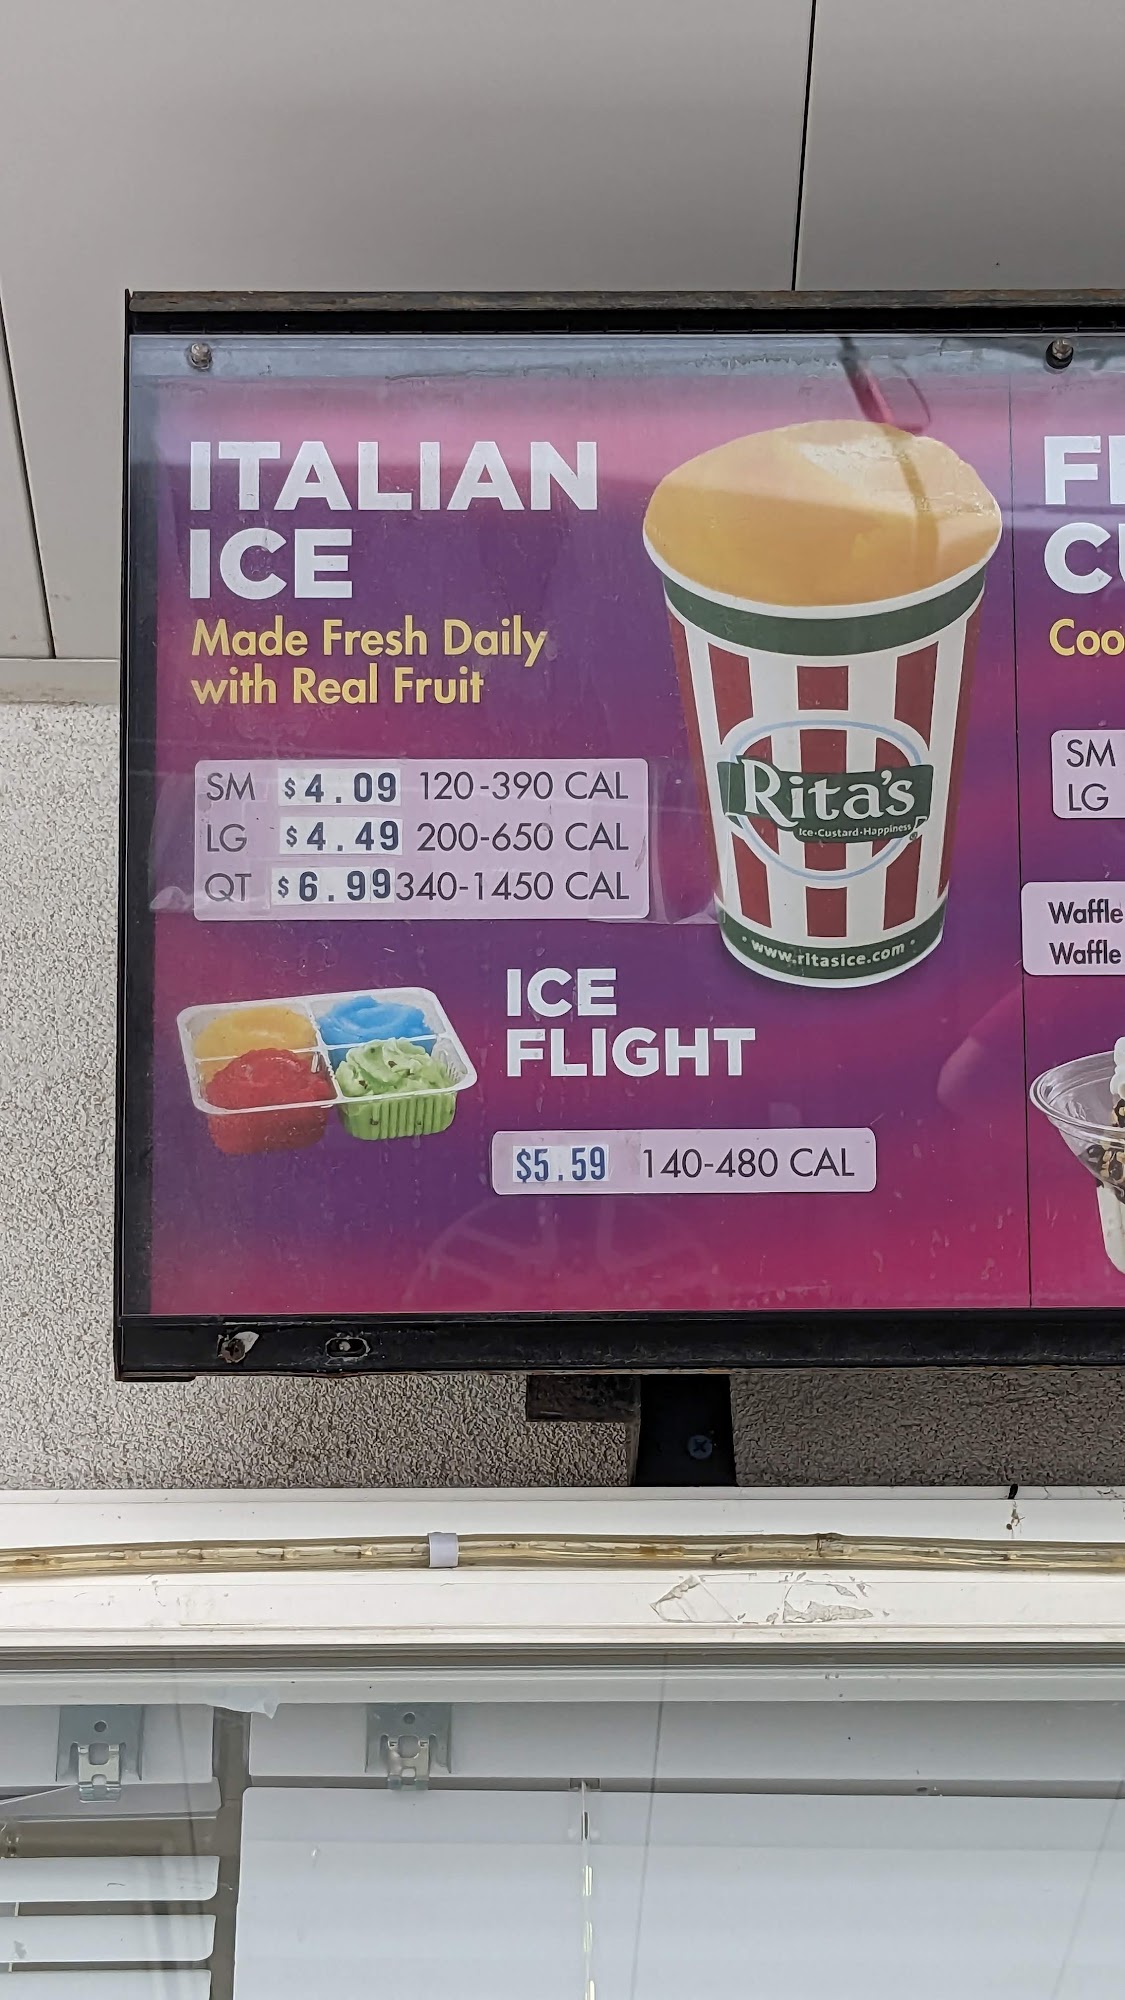 ITALIAN
ICE
Made Fresh Daily
with Real Fruit
SM $4.09 120-390 CAL
LG $4.49 200-650 CAL
QT $6.99 340-1450 CAL
Rita's
Ice•Custard•Happiness
• www.ritasice.com •
ICE
FLIGHT
$5.59 140-480 CAL
SM
LG
Waffle
Waffle